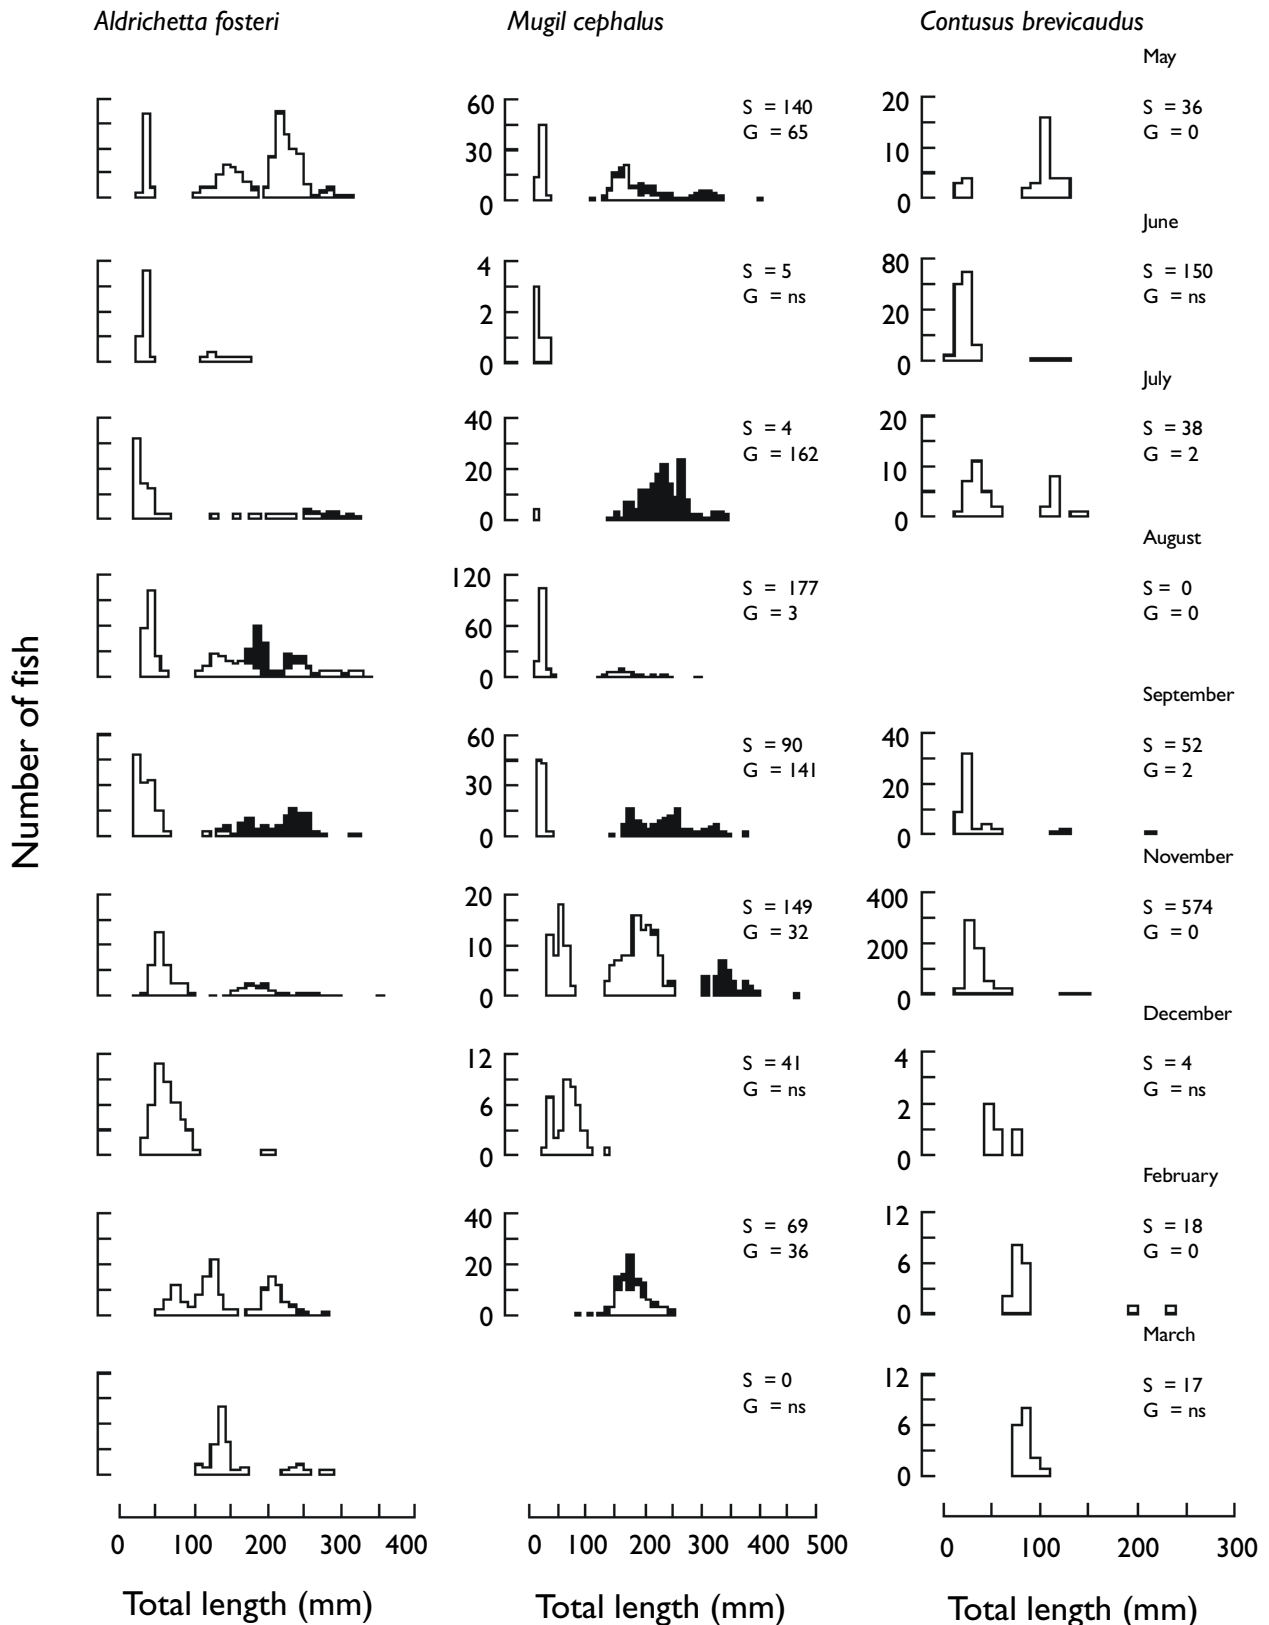 Aldrichetta fosteri
Mugil cephalus
Contusus brevicaudus
Number of fish
May
60
30
0
S = 140
G = 65
20
10
0
S = 36
G = 0
June
4
2
0
S = 5
G = ns
80
20
0
S = 150
G = ns
July
40
20
0
S = 4
G = 162
20
10
0
S = 38
G = 2
August
120
60
0
S = 177
G = 3
S = 0
G = 0
September
60
30
0
S = 90
G = 141
40
20
0
S = 52
G = 2
November
20
10
0
S = 149
G = 32
400
200
0
S = 574
G = 0
December
12
6
0
S = 41
G = ns
4
2
0
S = 4
G = ns
February
40
20
0
S = 69
G = 36
12
6
0
S = 18
G = 0
March
S = 0
G = ns
12
6
0
S = 17
G = ns
0 100 200 300 400
0 100 200 300 400 500
0 100 200 300
Total length (mm)
Total length (mm)
Total length (mm)